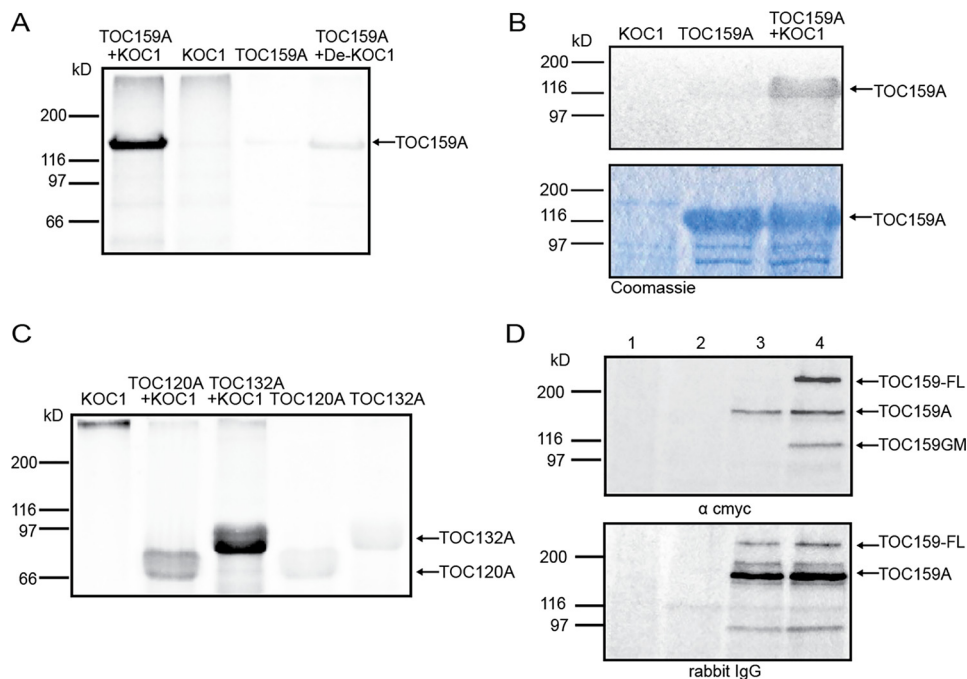 A
TOC159A +KOC1
KOC1
TOC159A
TOC159A +De-KOC1
kD
200
116
97
66
TOC159A
B
kD
KOC1
TOC159A
TOC159A +KOC1
200
116
97
TOC159A
200
116
97
TOC159A
Coomassie
C
kD
KOC1
TOC120A +KOC1
TOC132A +KOC1
TOC120A
TOC132A
200
116
97
66
TOC132A
TOC120A
D
kD
1 2 3 4
200
116
97
TOC159-FL
TOC159A
TOC159GM
α cmyc
200
116
97
TOC159-FL
TOC159A
rabbit IgG